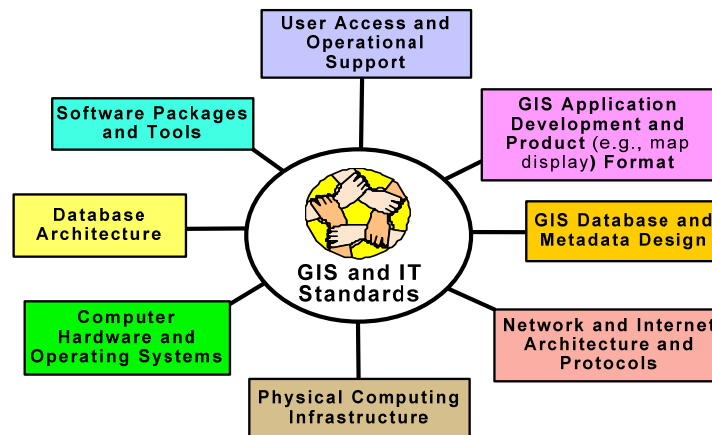 User Access and
Operational
Support
Software Packages
and Tools
GIS Application
Development and
Product (e.g., map
display) Format
Database
Architecture
GIS and IT
Standards
GIS Database and
Metadata Design
Computer
Hardware and
Operating Systems
Network and Internet
Architecture and
Protocols
Physical Computing
Infrastructure